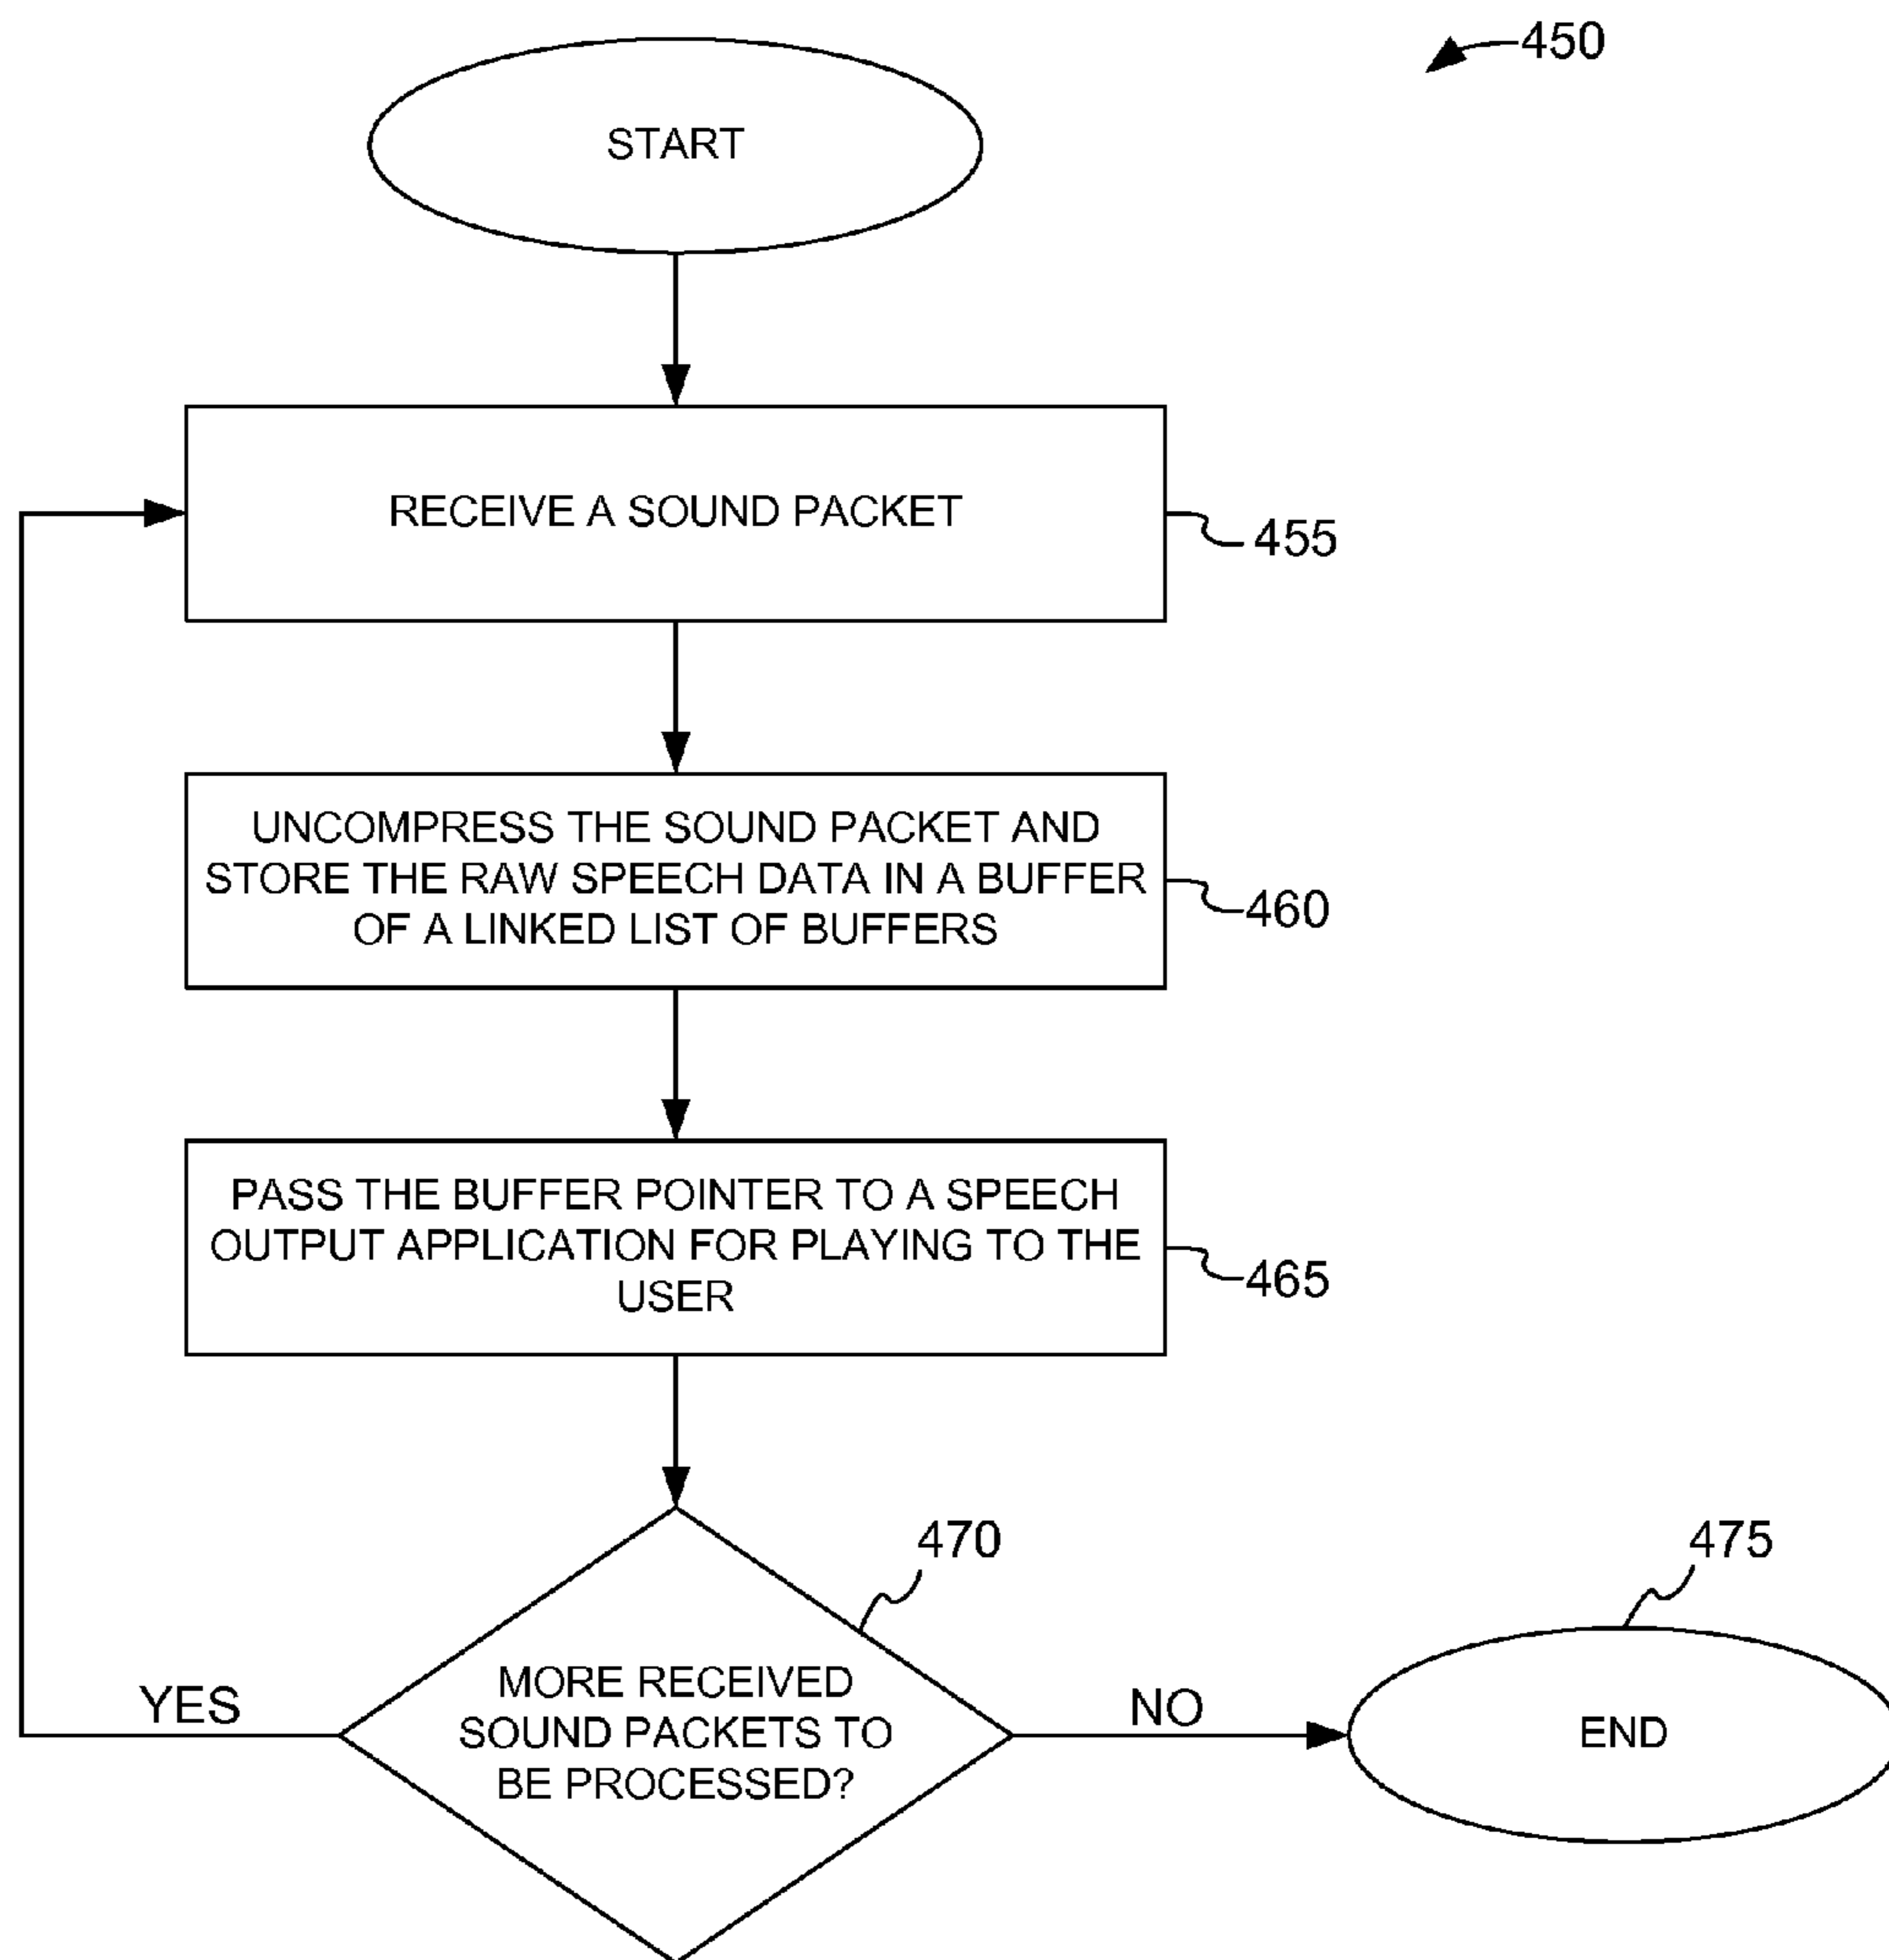 450
START
RECEIVE A SOUND PACKET
455
UNCOMPRESS THE SOUND PACKET AND
STORE THE RAW SPEECH DATA IN A BUFFER
OF A LINKED LIST OF BUFFERS
460
PASS THE BUFFER POINTER TO A SPEECH
OUTPUT APPLICATION FOR PLAYING TO THE
USER
465
470
MORE RECEIVED
SOUND PACKETS TO
BE PROCESSED?
YES
NO
475
END